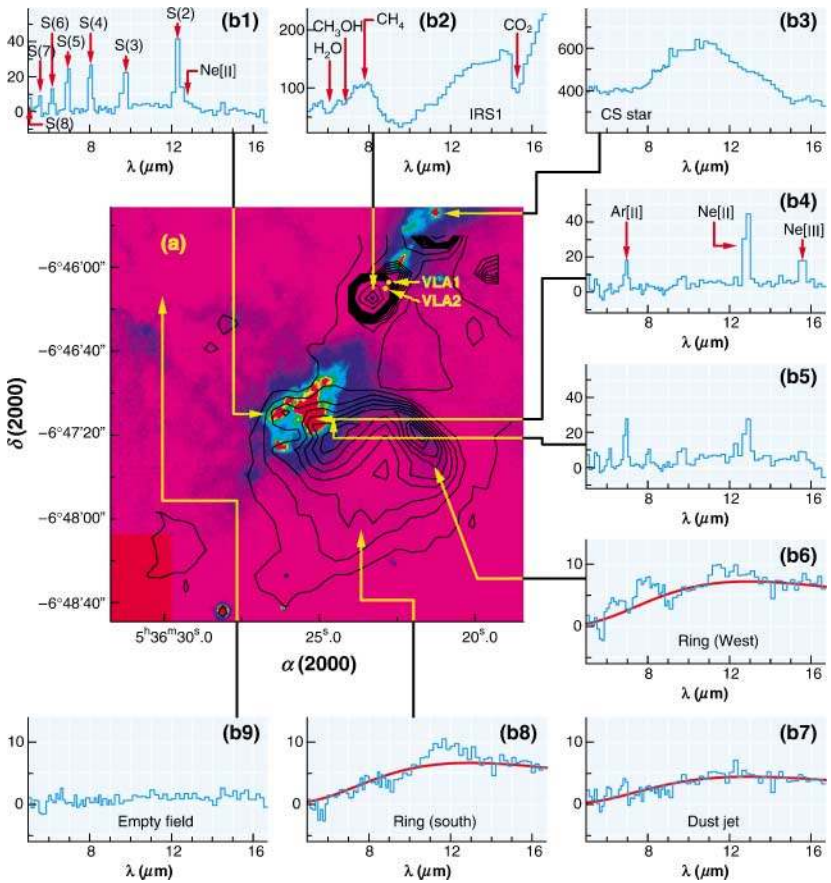 (b1)
(b2)
(b3)
S(6)
S(4)
S(2)
S(7)
S(5)
S(3)
Ne[II]
S(8)
40
20
0
8
12
16
λ (μm)
CH3OH
CH4
H2O
CO2
200
100
IRS1
8
12
16
λ (μm)
600
400
CS star
8
12
16
λ (μm)
(a)
VLA1
VLA2
−6°46′00″
−6°46′40″
−6°47′20″
−6°48′00″
−6°48′40″
δ (2000)
5h36m30s.0
25s.0
20s.0
α (2000)
(b4)
Ar[II]
Ne[II]
Ne[III]
40
20
0
8
12
16
λ (μm)
(b5)
40
20
0
8
12
16
λ (μm)
(b6)
10
0
Ring (West)
8
12
16
λ (μm)
(b9)
10
0
Empty field
8
12
16
λ (μm)
(b8)
10
0
Ring (south)
8
12
16
λ (μm)
(b7)
10
0
Dust jet
8
12
16
λ (μm)